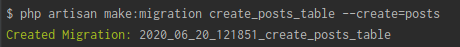 $ php artisan make:migration create_posts_table --create=posts
Created Migration: 2020_06_20_121851_create_posts_table